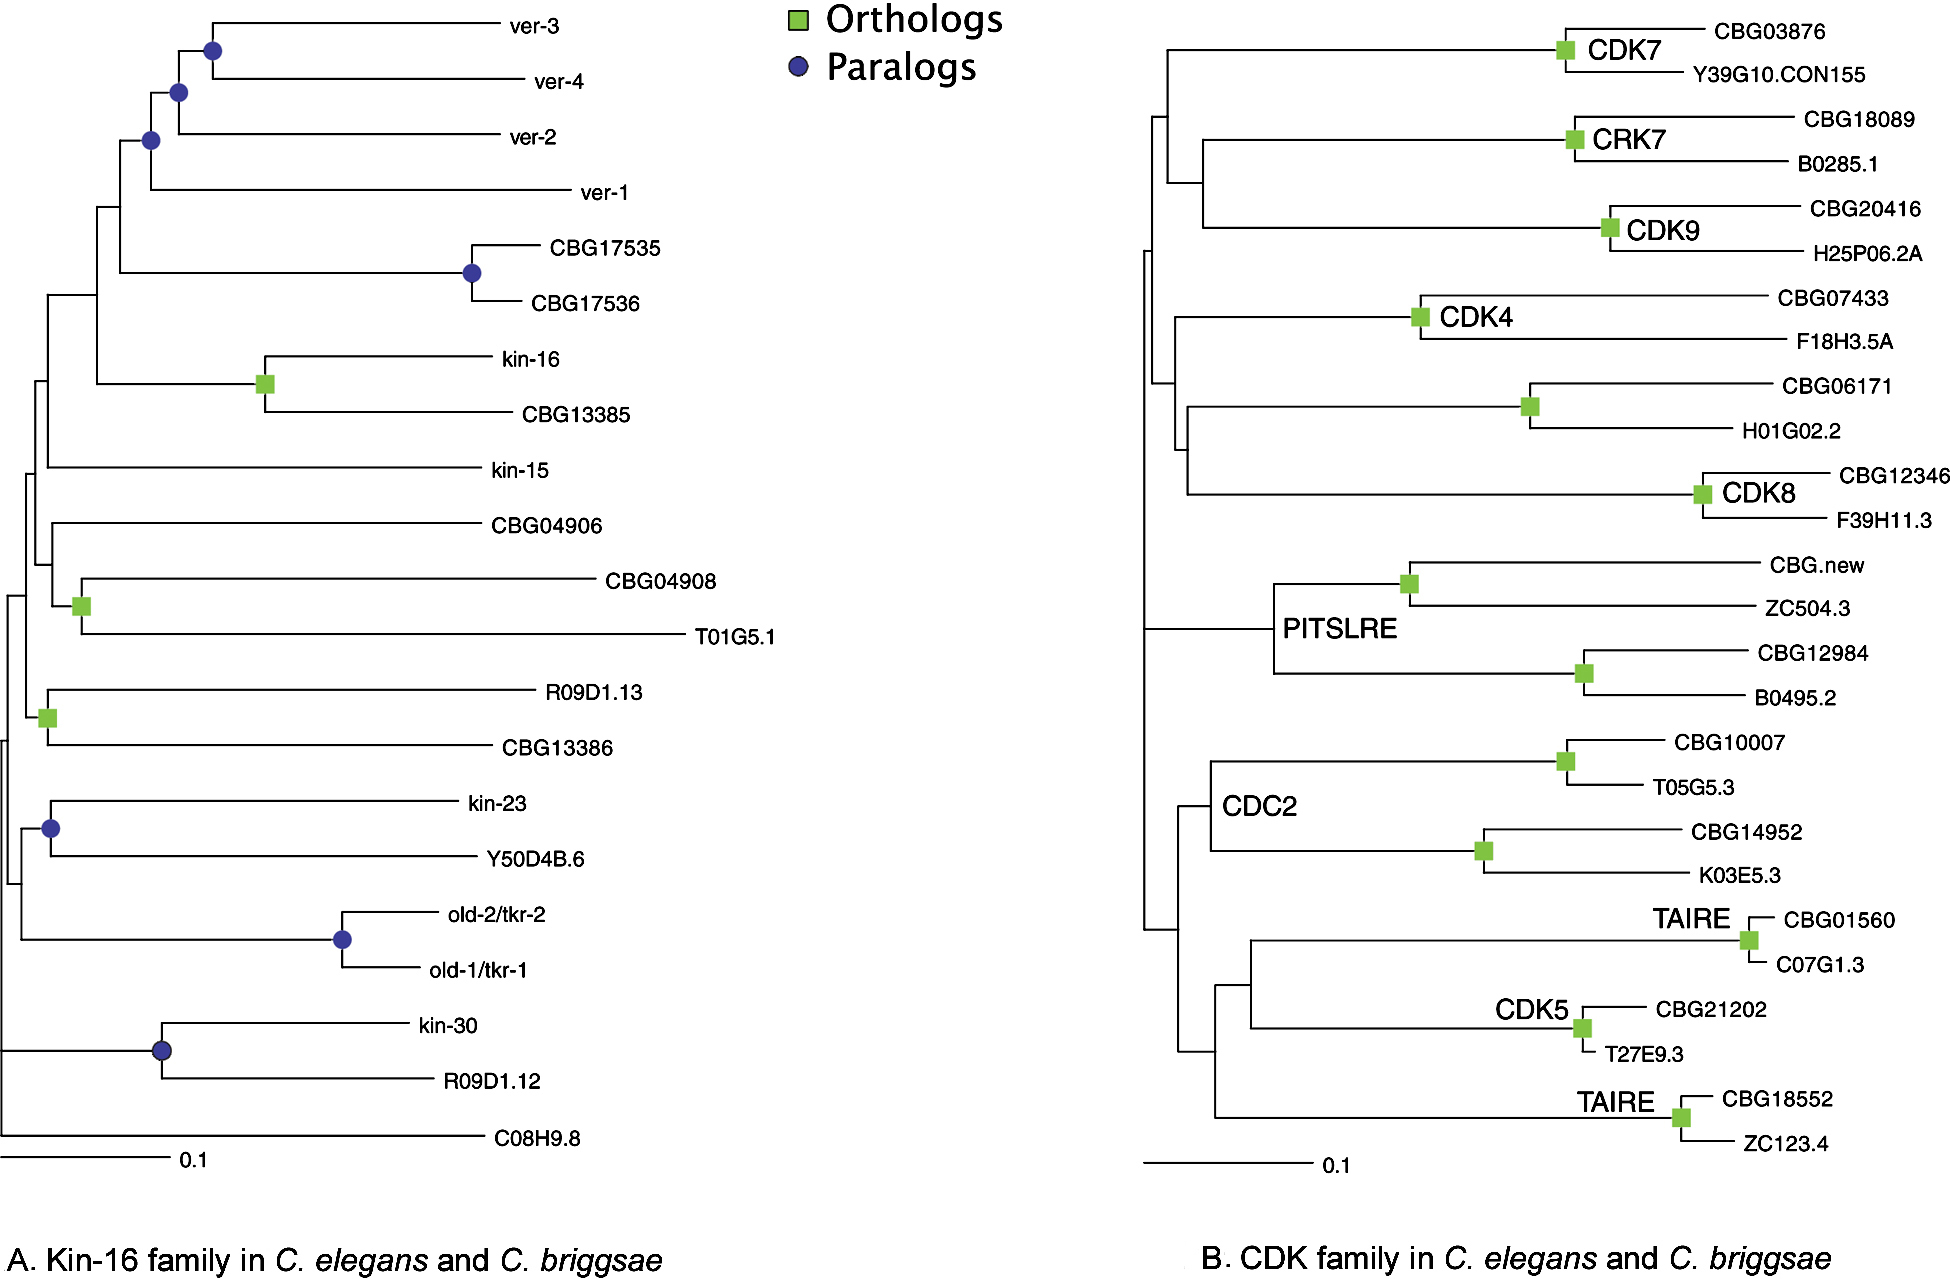 Orthologs
Paralogs
ver-3
ver-4
ver-2
ver-1
CBG17535
CBG17536
kin-16
CBG13385
kin-15
CBG04906
CBG04908
T01G5.1
R09D1.13
CBG13386
kin-23
Y50D4B.6
old-2/tkr-2
old-1/tkr-1
kin-30
R09D1.12
C08H9.8
0.1
A. Kin-16 family in C. elegans and C. briggsae
CBG03876
CDK7
Y39G10.CON155
CBG18089
CRK7
B0285.1
CBG20416
CDK9
H25P06.2A
CBG07433
CDK4
F18H3.5A
CBG06171
H01G02.2
CBG12346
CDK8
F39H11.3
CBG.new
ZC504.3
PITSLRE
CBG12984
B0495.2
CBG10007
T05G5.3
CDC2
CBG14952
K03E5.3
TAIRE
CBG01560
C07G1.3
CDK5
CBG21202
T27E9.3
TAIRE
CBG18552
ZC123.4
0.1
B. CDK family in C. elegans and C. briggsae